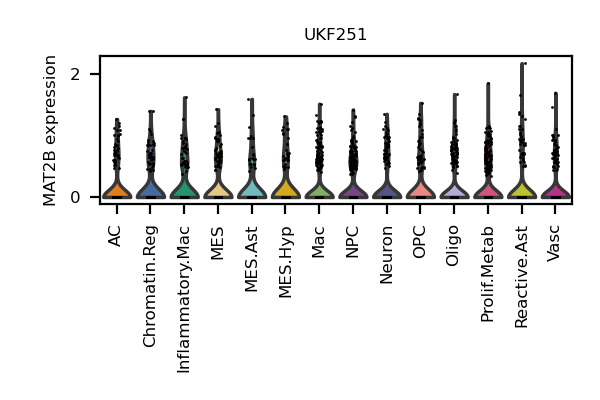 UKF251
MAT2B expression
2
0
AC
Chromatin.Reg
Inflammatory.Mac
MES
MES.Ast
MES.Hyp
Mac
NPC
Neuron
OPC
Oligo
Prolif.Metab
Reactive.Ast
Vasc